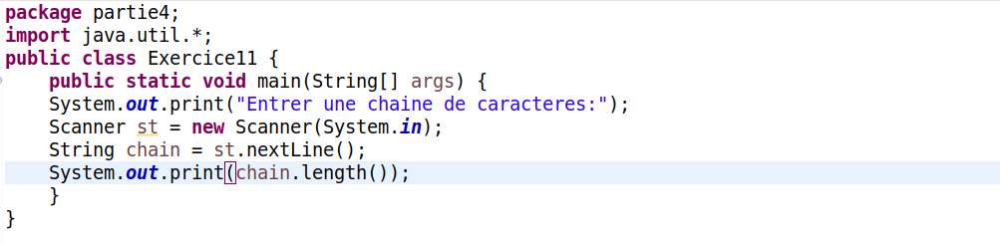 package partie4;
import java.util.*;
public class Exercice11 {
    public static void main(String[] args) {
    System.out.print("Entrer une chaine de caracteres:");
    Scanner st = new Scanner(System.in);
    String chain = st.nextLine();
    System.out.print(chain.length());
    }
}